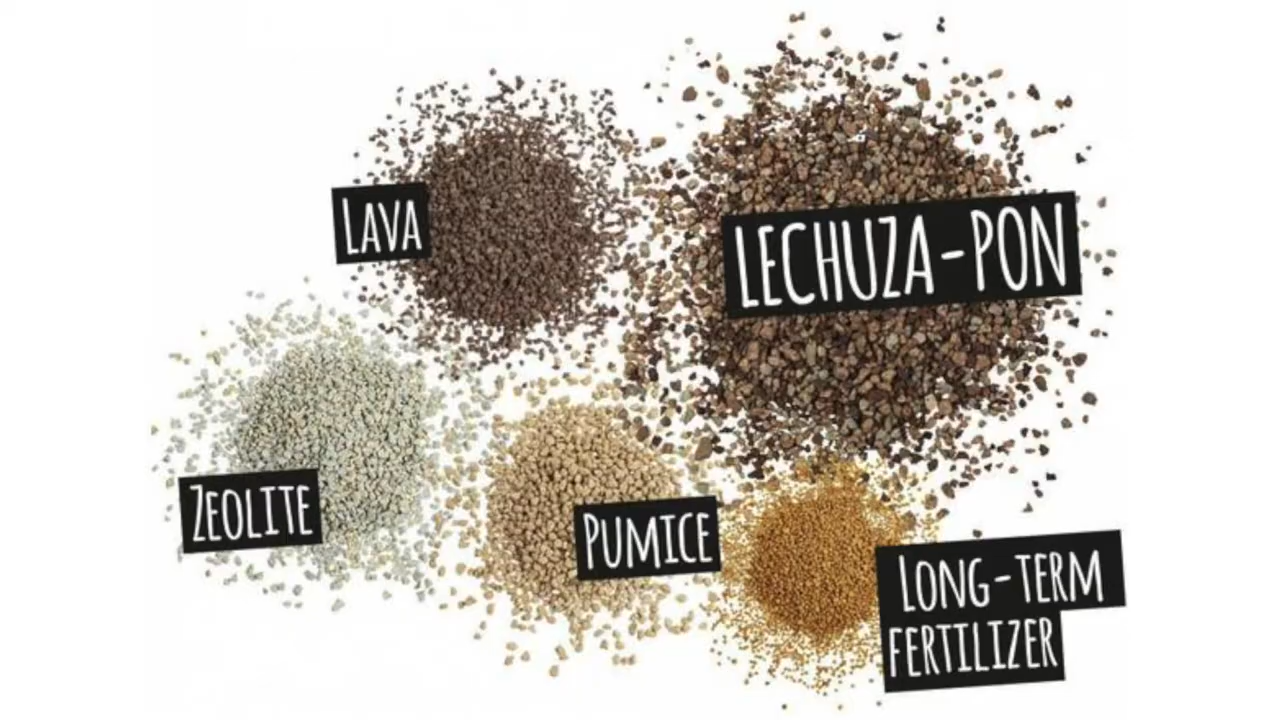 LAVA
LECHUZA-PON
ZEOLITE
PUMICE
LONG-TERM
FERTILIZER